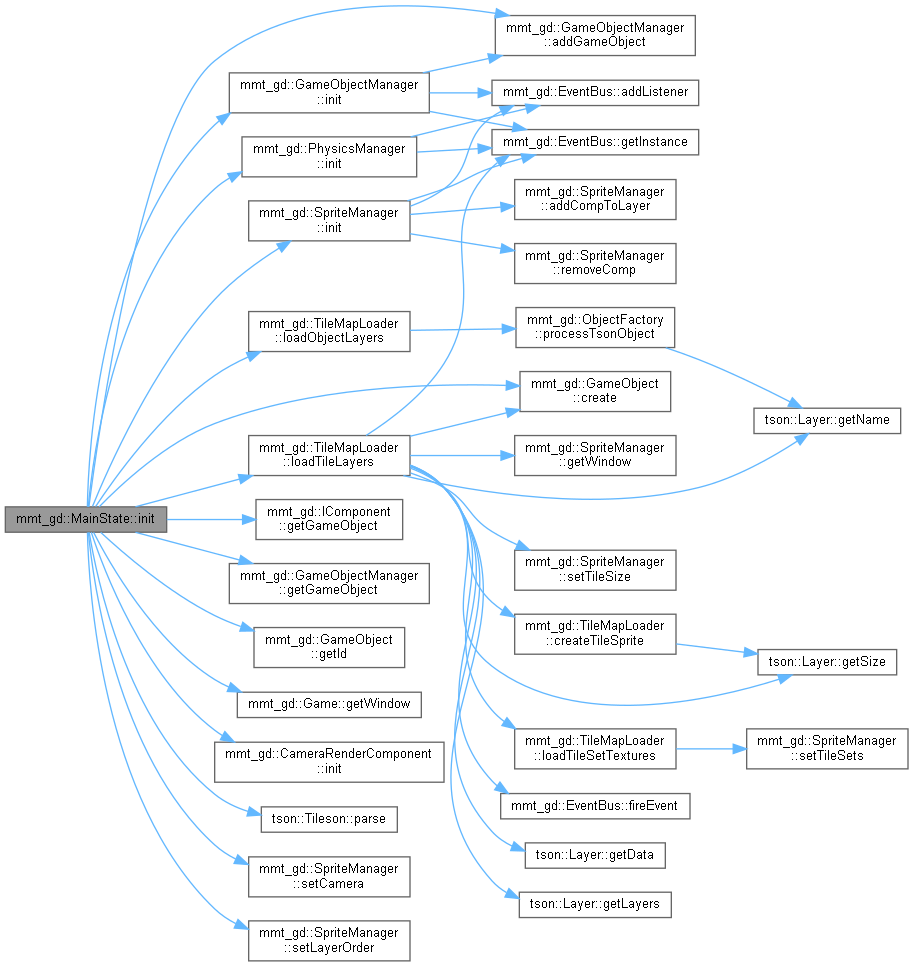 mmt_gd::MainState::init
mmt_gd::GameObjectManager
::addGameObject
mmt_gd::GameObjectManager
::init
mmt_gd::EventBus::addListener
mmt_gd::EventBus::getInstance
mmt_gd::PhysicsManager
::init
mmt_gd::SpriteManager
::init
mmt_gd::SpriteManager
::addCompToLayer
mmt_gd::SpriteManager
::removeComp
mmt_gd::TileMapLoader
::loadObjectLayers
mmt_gd::ObjectFactory
::processTsonObject
tson::Layer::getName
mmt_gd::GameObject
::create
mmt_gd::TileMapLoader
::loadTileLayers
mmt_gd::SpriteManager
::getWindow
mmt_gd::SpriteManager
::setTileSize
mmt_gd::TileMapLoader
::createTileSprite
tson::Layer::getSize
mmt_gd::TileMapLoader
::loadTileSetTextures
mmt_gd::SpriteManager
::setTileSets
mmt_gd::EventBus::fireEvent
tson::Layer::getData
tson::Layer::getLayers
mmt_gd::IComponent
::getGameObject
mmt_gd::GameObjectManager
::getGameObject
mmt_gd::GameObject
::getId
mmt_gd::Game::getWindow
mmt_gd::CameraRenderComponent
::init
tson::Tileson::parse
mmt_gd::SpriteManager
::setCamera
mmt_gd::SpriteManager
::setLayerOrder